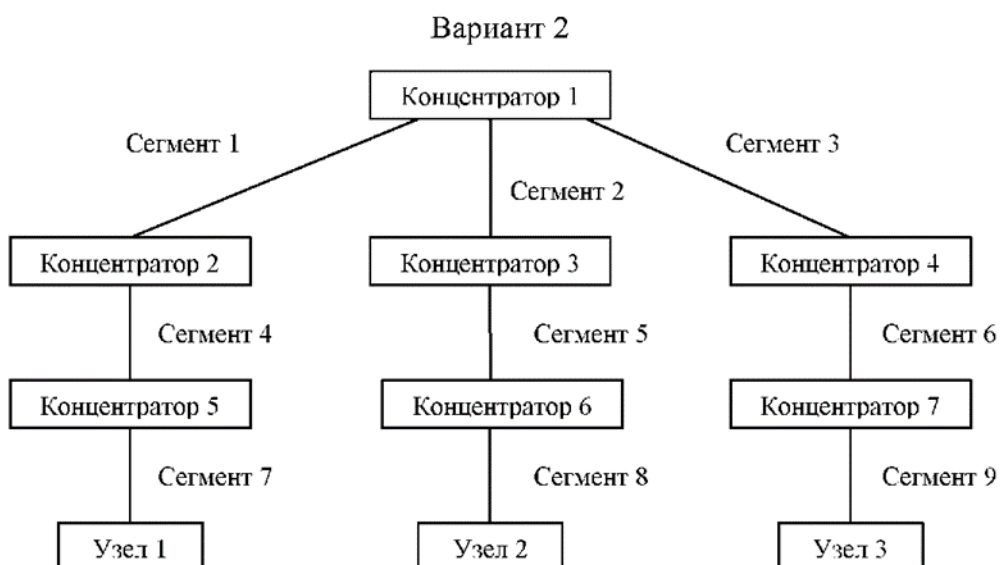 Вариант 2
Концентратор 1
Сегмент 1
Сегмент 3
Сегмент 2
Концентратор 2
Концентратор 3
Концентратор 4
Сегмент 4
Сегмент 5
Сегмент 6
Концентратор 5
Концентратор 6
Концентратор 7
Сегмент 7
Сегмент 8
Сегмент 9
Узел 1
Узел 2
Узел 3